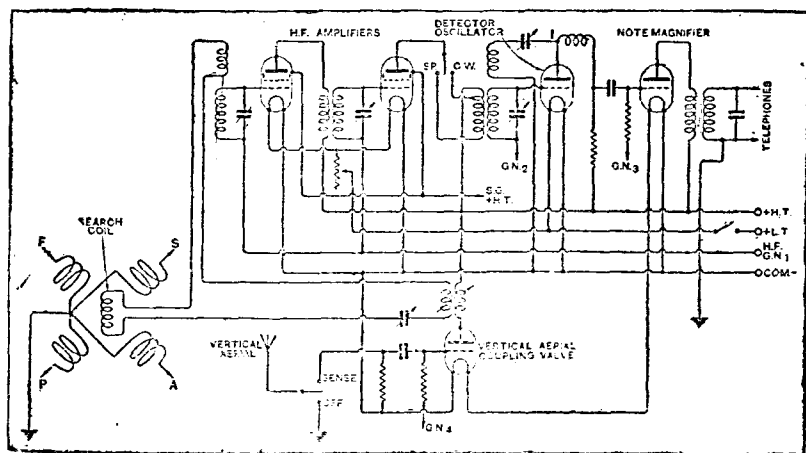 H.F. AMPLIFIERS
DETECTOR
OSCILLATOR
NOTE MAGNIFIER
SP.
C.W.
TELEPHONES
G.N.2
G.N.3
S.G.
+H.T.
+H.T.
+L.T
H.F.
G.N.1
COM-
SEARCH
COIL
F
S
P
A
VERTICAL
AERIAL
SENSE
OFF
VERTICAL AERIAL
COUPLING VALVE
G.N.4